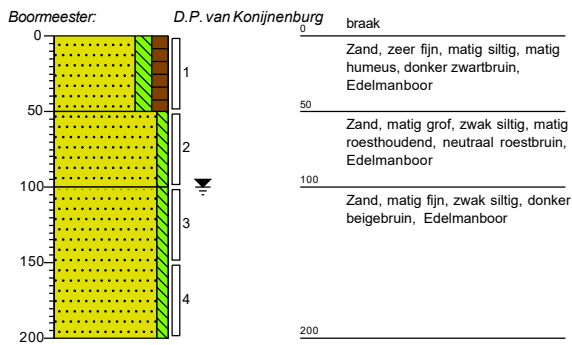 Boormeester: D.P. van Konijnenburg
0
50
100
150
200
1
2
3
4
0
braak
Zand, zeer fijn, matig siltig, matig
humeus, donker zwartbruin,
Edelmanboor
50
Zand, matig grof, zwak siltig, matig
roesthoudend, neutraal roestbruin,
Edelmanboor
100
Zand, matig fijn, zwak siltig, donker
beigebruin, Edelmanboor
200